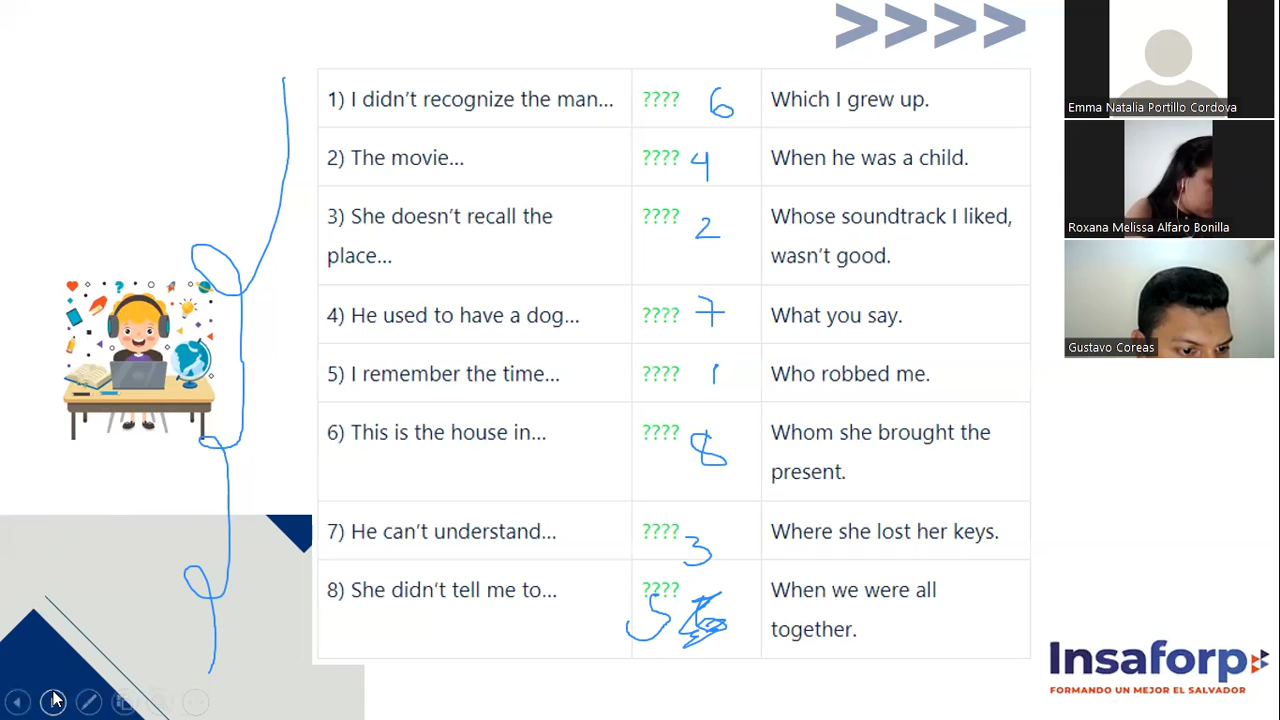 >>>>
1) I didn't recognize the man... ???? 6 Which I grew up.
2) The movie... ???? 4 When he was a child.
3) She doesn't recall the ???? 2 Whose soundtrack I liked,
place... wasn't good.
4) He used to have a dog... ???? 7 What you say.
5) I remember the time... ???? 1 Who robbed me.
6) This is the house in... ???? 8 Whom she brought the
present.
7) He can't understand... ???? 3 Where she lost her keys.
8) She didn't tell me to... ???? 5 When we were all
together.
Emma Natalia Portillo Cordova
Roxana Melissa Alfaro Bonilla
Gustavo Coreas
Insaforp
FORMANDO UN MEJOR EL SALVADOR